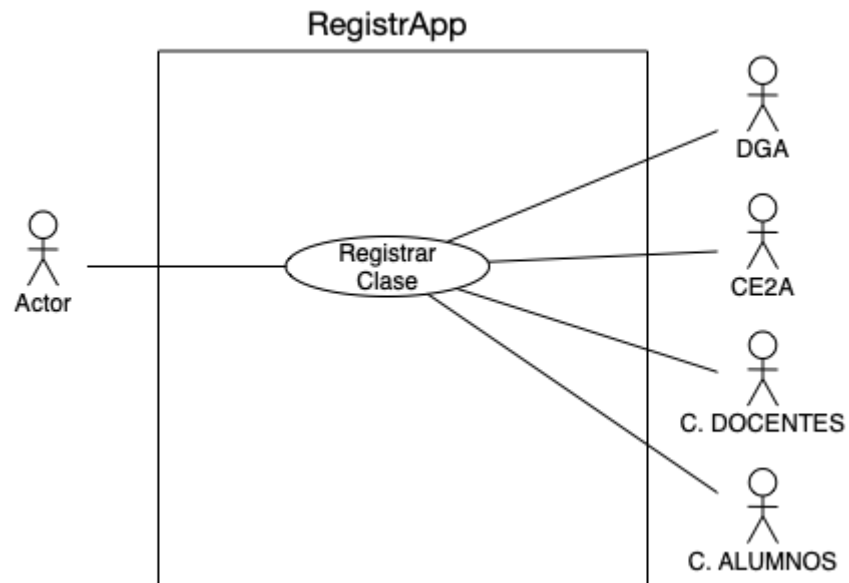 RegistrApp
DGA
Registrar
Clase
Actor
CE2A
C. DOCENTES
C. ALUMNOS